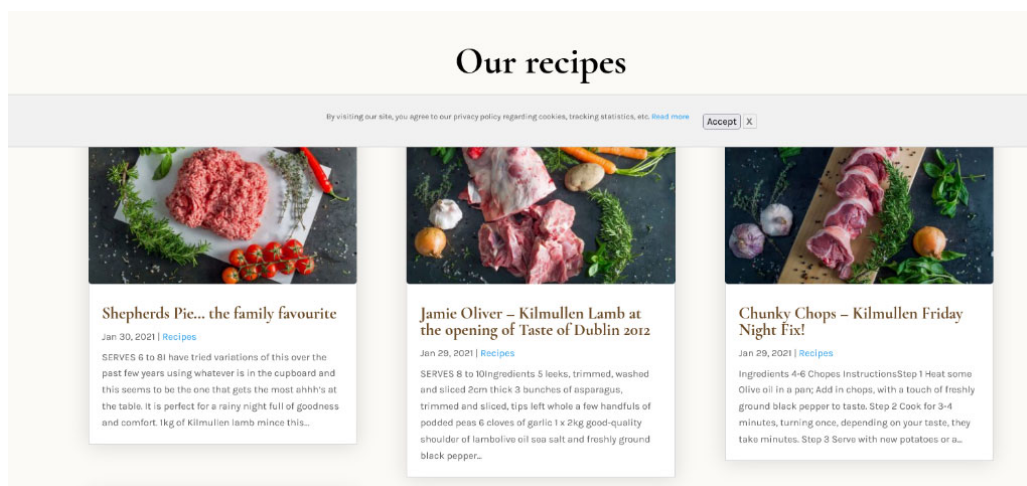 Our recipes
By visiting our site, you agree to our privacy policy regarding cookies, tracking statistics, etc. Read more Accept X
Shepherds Pie… the family favourite
Jan 30, 2021 | Recipes
SERVES 6 to 8I have tried variations of this over the
past few years using whatever is in the cupboard and
this seems to be the one that gets the most ahhh's at
the table. It is perfect for a rainy night full of goodness
and comfort. 1kg of Kilmullen lamb mince this...
Jamie Oliver – Kilmullen Lamb at
the opening of Taste of Dublin 2012
Jan 29, 2021 | Recipes
SERVES 8 to 10Ingredients 5 leeks, trimmed, washed
and sliced 2cm thick 3 bunches of asparagus,
trimmed and sliced, tips left whole a few handfuls of
podded peas 6 cloves of garlic 1 x 2kg good-quality
shoulder of lambolive oil sea salt and freshly ground
black pepper...
Chunky Chops – Kilmullen Friday
Night Fix!
Jan 29, 2021 | Recipes
Ingredients 4-6 Chopes InstructionsStep 1 Heat some
Olive oil in a pan; Add in chops, with a touch of freshly
ground black pepper to taste. Step 2 Cook for 3-4
minutes, turning once, depending on your taste, they
take minutes. Step 3 Serve with new potatoes or a...